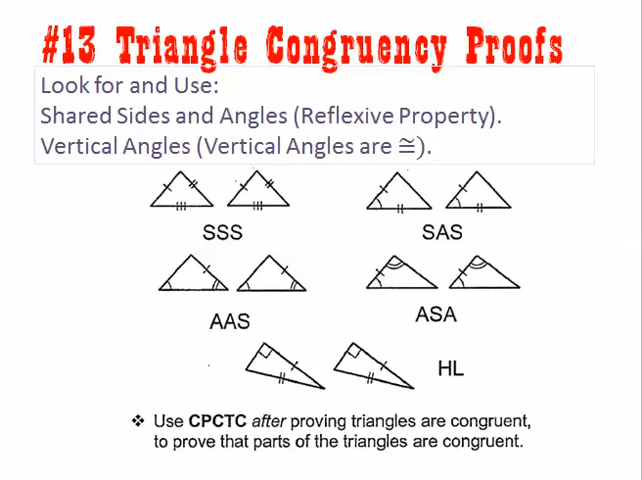 #13 Triangle Congruency Proofs
Look for and Use:
Shared Sides and Angles (Reflexive Property).
Vertical Angles (Vertical Angles are ≅).
SSS
SAS
AAS
ASA
HL
❖ Use CPCTC after proving triangles are congruent,
to prove that parts of the triangles are congruent.